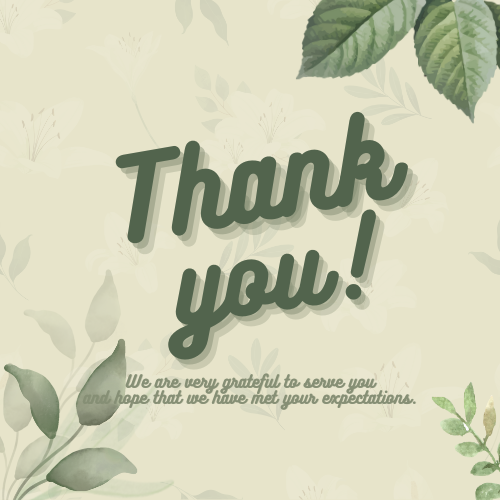 Thank
you!
We are very grateful to serve you
and hope that we have met your expectations.